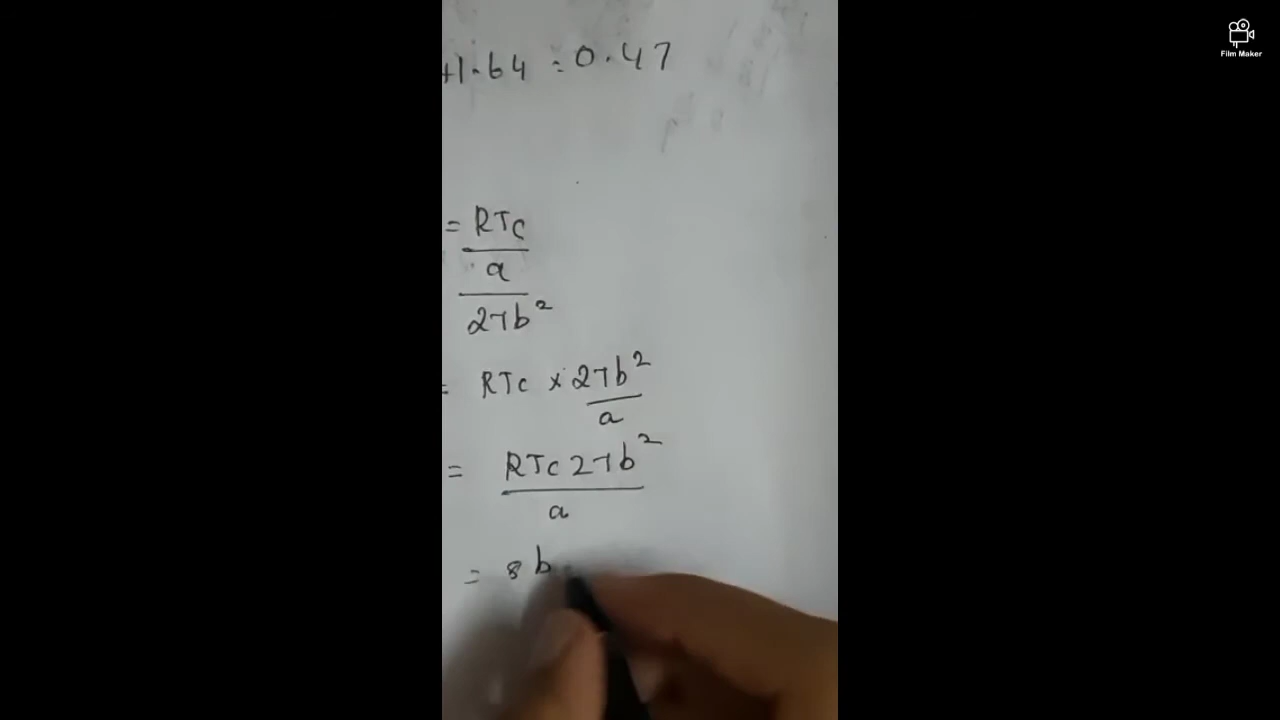 +1.64 = 0.47
Film Maker
= RTc
a
27b²
= RTc × 27b²
a
= RTc 27b²
a
= 8b